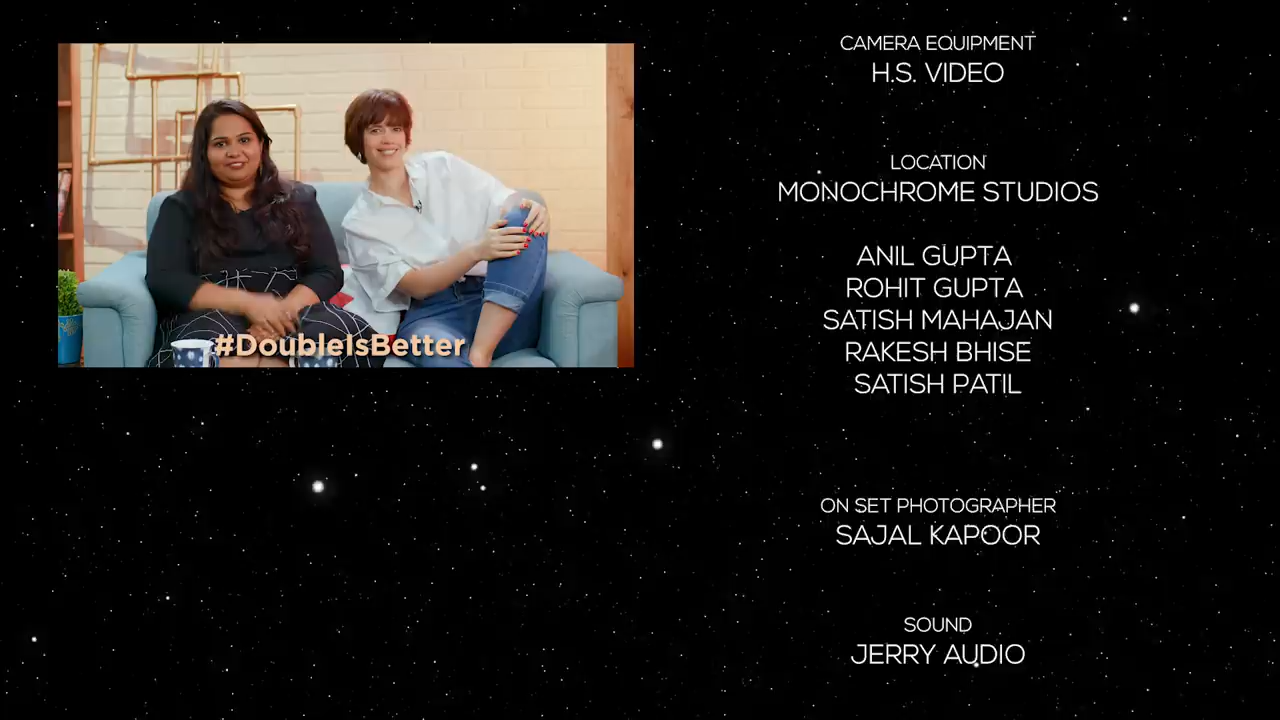 #DoubleIsBetter
CAMERA EQUIPMENT
H.S. VIDEO
LOCATION
MONOCHROME STUDIOS
ANIL GUPTA
ROHIT GUPTA
SATISH MAHAJAN
RAKESH BHISE
SATISH PATIL
ON SET PHOTOGRAPHER
SAJAL KAPOOR
SOUND
JERRY AUDIO